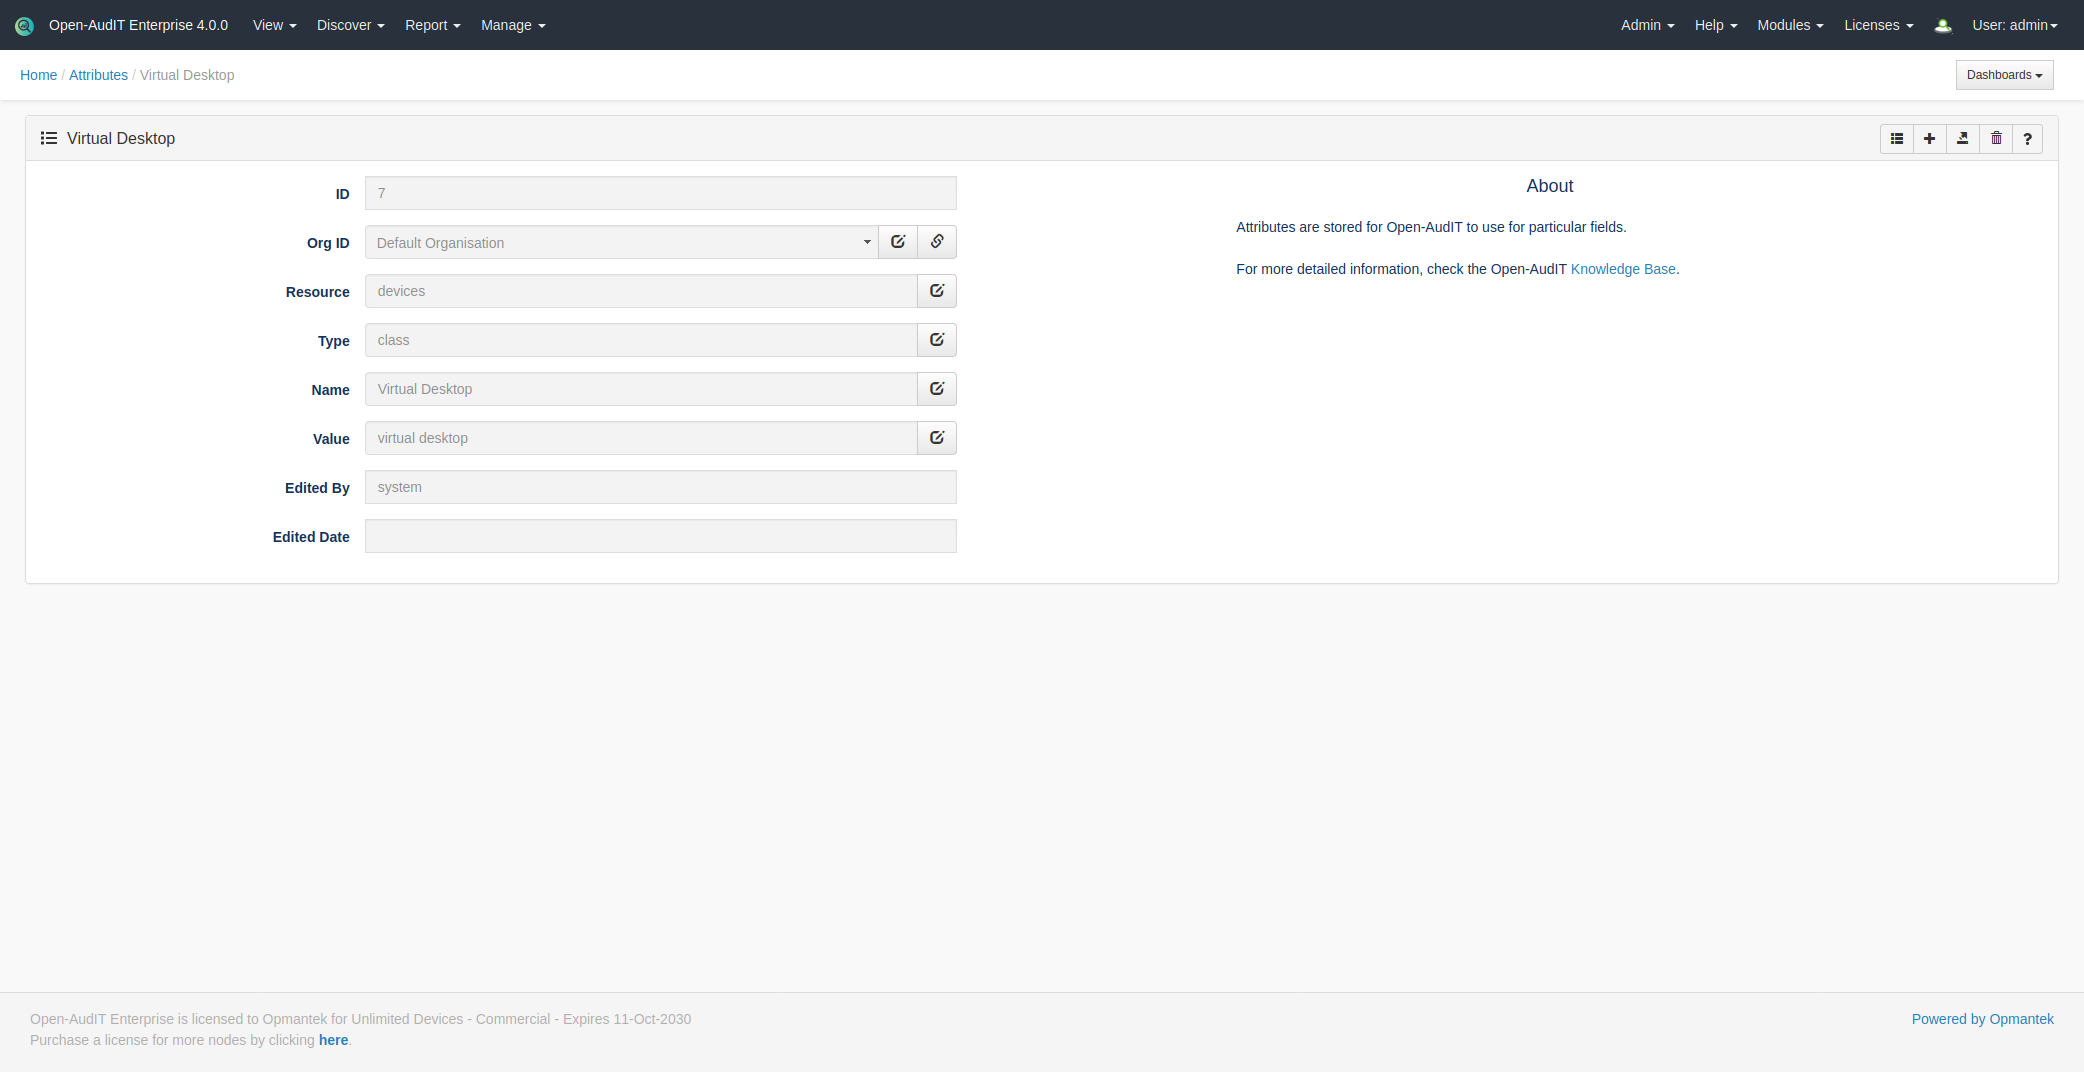 Open-AudIT Enterprise 4.0.0 View Discover Report Manage Admin Help Modules Licenses User: admin
Home / Attributes / Virtual Desktop Dashboards
Virtual Desktop ?
ID 7
Org ID Default Organisation
Resource devices
Type class
Name Virtual Desktop
Value virtual desktop
Edited By system
Edited Date
About
Attributes are stored for Open-AudIT to use for particular fields.
For more detailed information, check the Open-AudIT Knowledge Base.
Open-AudIT Enterprise is licensed to Opmantek for Unlimited Devices - Commercial - Expires 11-Oct-2030
Purchase a license for more nodes by clicking here.
Powered by Opmantek